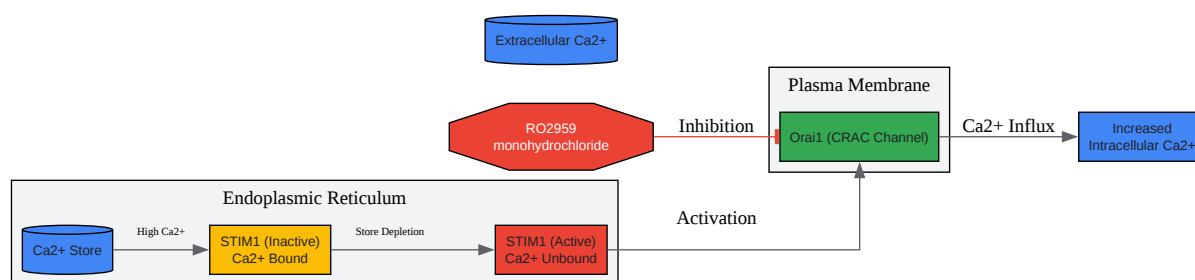 Extracellular Ca2+
Plasma Membrane
RO2959
monohydrochloride
Inhibition
Orai1 (CRAC Channel)
Ca2+ Influx
Increased
Intracellular Ca2+
Endoplasmic Reticulum
Ca2+ Store
High Ca2+
STIM1 (Inactive)
Ca2+ Bound
Store Depletion
STIM1 (Active)
Ca2+ Unbound
Activation